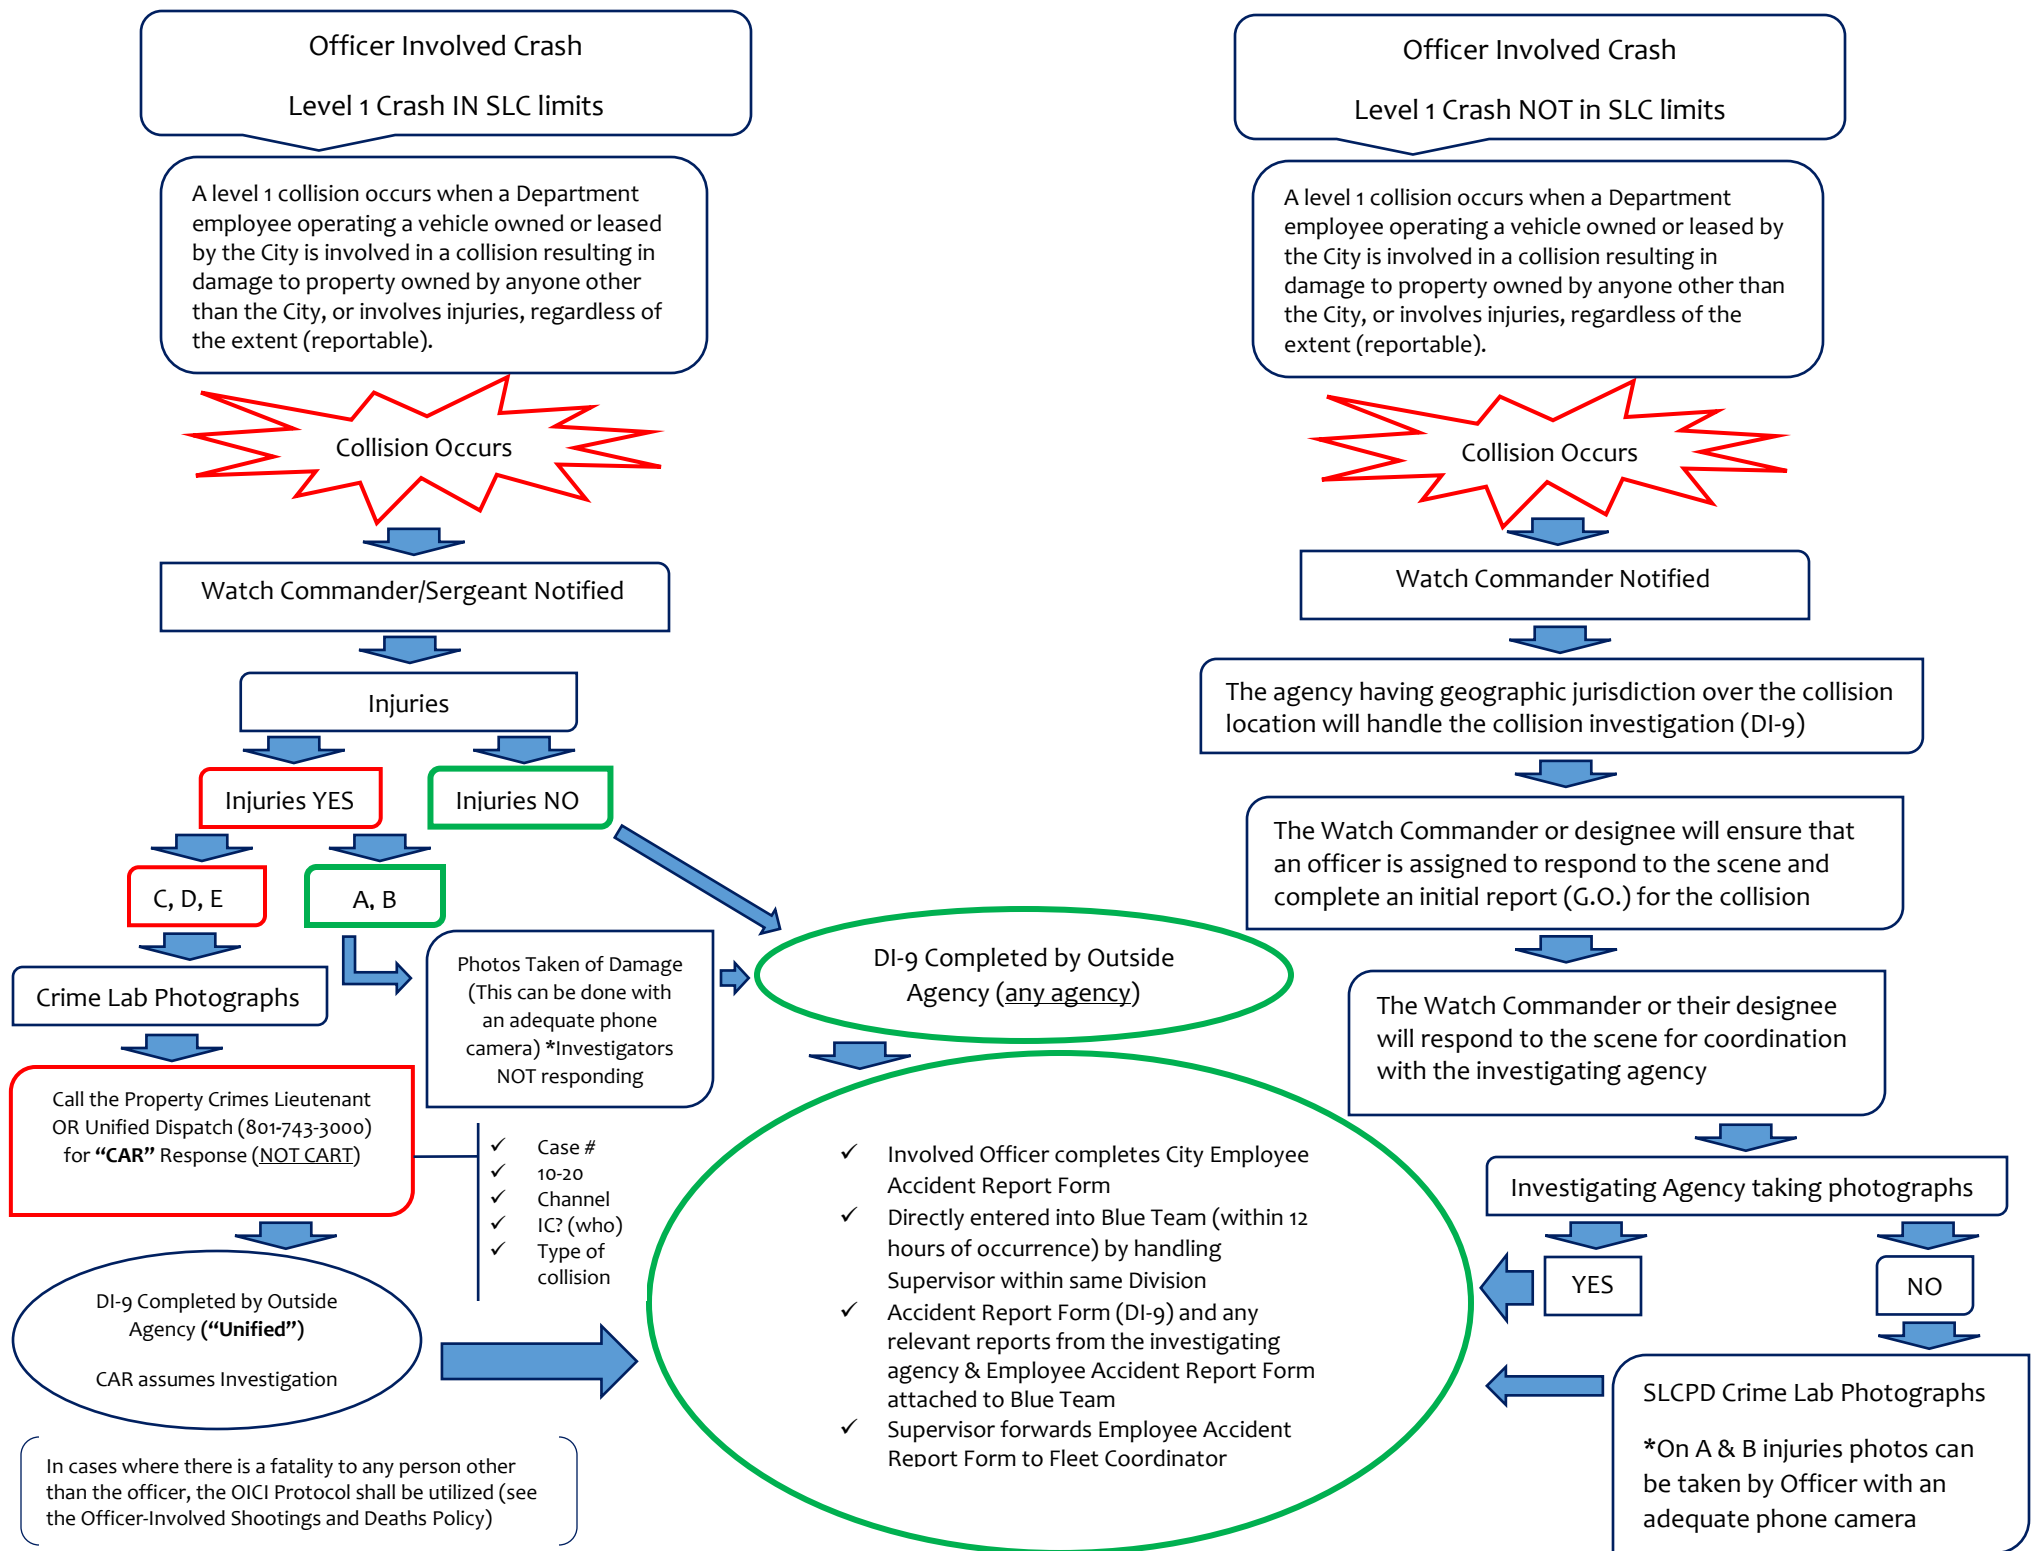 Officer Involved Crash
Level 1 Crash IN SLC limits
A level 1 collision occurs when a Department
employee operating a vehicle owned or leased
by the City is involved in a collision resulting in
damage to property owned by anyone other
than the City, or involves injuries, regardless of
the extent (reportable).
Collision Occurs
Watch Commander/Sergeant Notified
Injuries
Injuries YES
Injuries NO
C, D, E
A, B
Crime Lab Photographs
Photos Taken of Damage
(This can be done with
an adequate phone
camera) *Investigators
NOT responding
Call the Property Crimes Lieutenant
OR Unified Dispatch (801-743-3000)
for “CAR” Response (NOT CART)
✓ Case #
✓ 10-20
✓ Channel
✓ IC? (who)
✓ Type of
collision
DI-9 Completed by Outside
Agency (“Unified”)
CAR assumes Investigation
In cases where there is a fatality to any person other
than the officer, the OICI Protocol shall be utilized (see
the Officer-Involved Shootings and Deaths Policy)
DI-9 Completed by Outside
Agency (any agency)
✓ Involved Officer completes City Employee
Accident Report Form
✓ Directly entered into Blue Team (within 12
hours of occurrence) by handling
Supervisor within same Division
✓ Accident Report Form (DI-9) and any
relevant reports from the investigating
agency & Employee Accident Report Form
attached to Blue Team
✓ Supervisor forwards Employee Accident
Report Form to Fleet Coordinator
Officer Involved Crash
Level 1 Crash NOT in SLC limits
A level 1 collision occurs when a Department
employee operating a vehicle owned or leased by
the City is involved in a collision resulting in
damage to property owned by anyone other than
the City, or involves injuries, regardless of the
extent (reportable).
Collision Occurs
Watch Commander Notified
The agency having geographic jurisdiction over the collision
location will handle the collision investigation (DI-9)
The Watch Commander or designee will ensure that
an officer is assigned to respond to the scene and
complete an initial report (G.O.) for the collision
The Watch Commander or their designee
will respond to the scene for coordination
with the investigating agency
Investigating Agency taking photographs
YES
NO
SLCPD Crime Lab Photographs
*On A & B injuries photos can
be taken by Officer with an
adequate phone camera